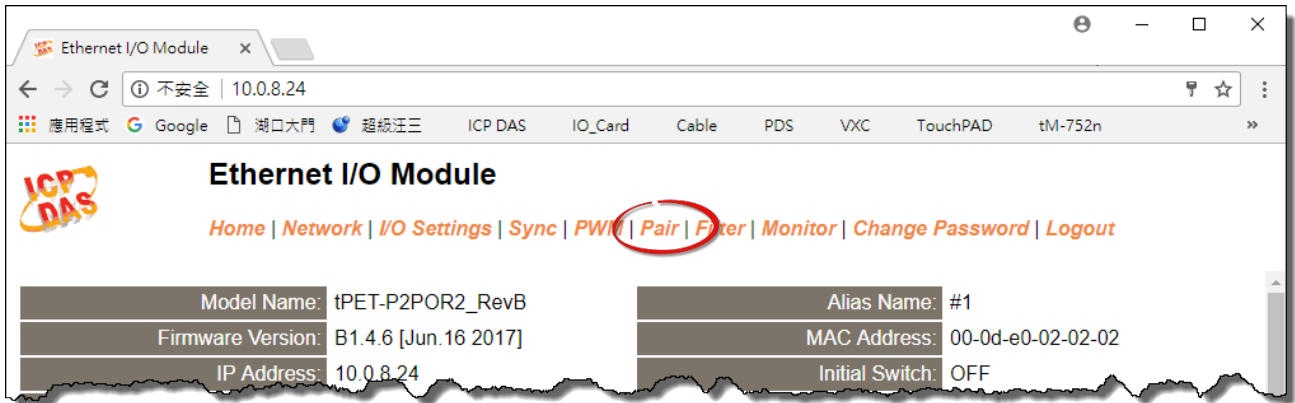 Ethernet I/O Module
不安全 | 10.0.8.24
應用程式 Google 湖口大門 超級汪三 ICP DAS IO_Card Cable PDS VXC TouchPAD tM-752n »
ICP DAS
Ethernet I/O Module
Home | Network | I/O Settings | Sync | PWM | Pair | Filter | Monitor | Change Password | Logout
Model Name: tPET-P2POR2_RevB Alias Name: #1
Firmware Version: B1.4.6 [Jun.16 2017] MAC Address: 00-0d-e0-02-02-02
IP Address: 10.0.8.24 Initial Switch: OFF